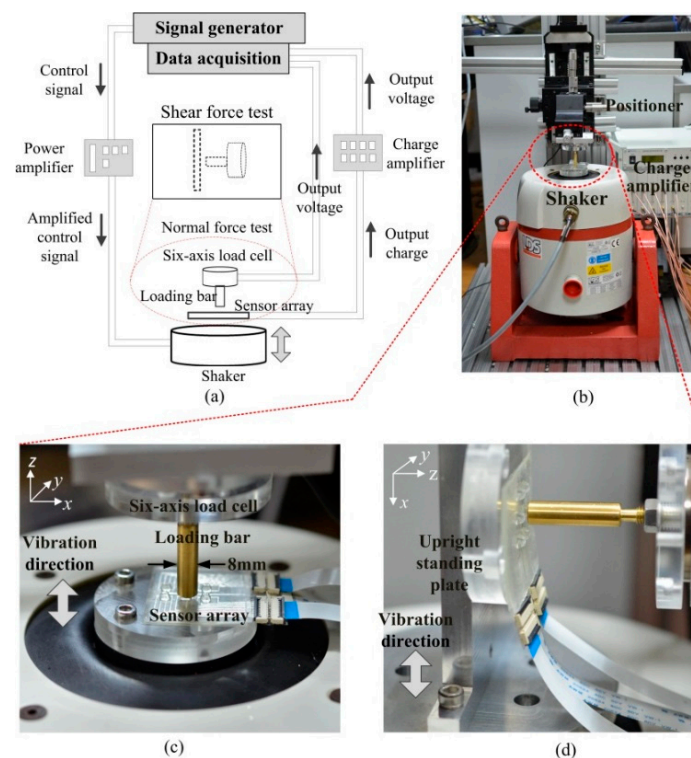 Signal generator
Data acquisition
Control
signal
Output
voltage
Shear force test
Power
amplifier
Charge
amplifier
Output
voltage
Amplified
control
signal
Normal force test
Output
charge
Six-axis load cell
Loading
bar
Sensor array
Shaker
(a)
Positioner
Charge
amplifier
Shaker
(b)
z
y
x
Six-axis load cell
Loading bar
Vibration
direction
8mm
Sensor array
(c)
y
z
x
Upright
standing
plate
Vibration
direction
(d)